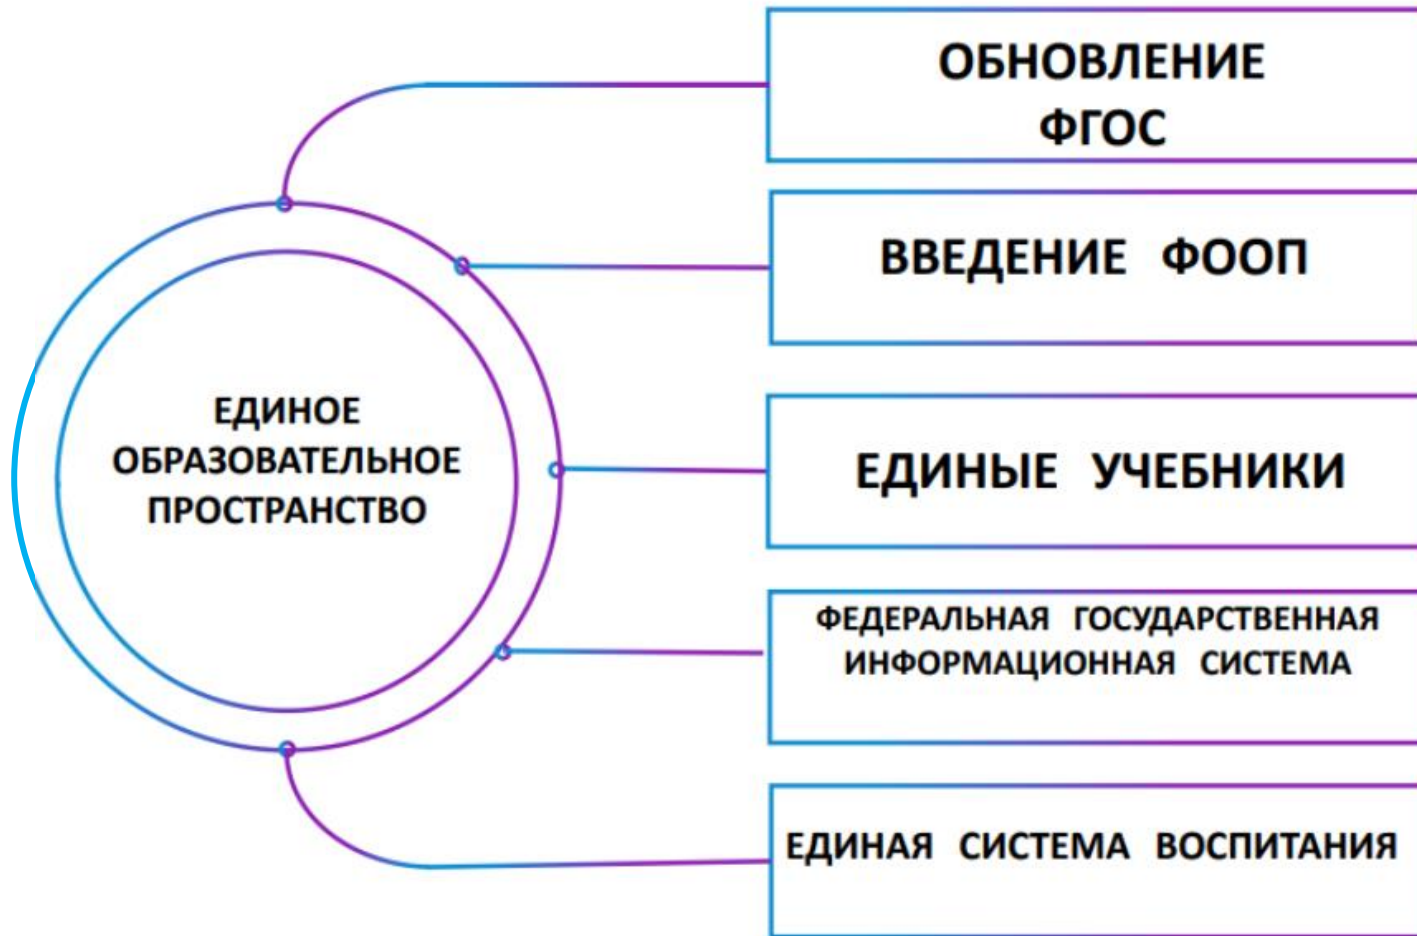 ОБНОВЛЕНИЕ
ФГОС
ВВЕДЕНИЕ ФООП
ЕДИНОЕ
ОБРАЗОВАТЕЛЬНОЕ
ПРОСТРАНСТВО
ЕДИНЫЕ УЧЕБНИКИ
ФЕДЕРАЛЬНАЯ ГОСУДАРСТВЕННАЯ
ИНФОРМАЦИОННАЯ СИСТЕМА
ЕДИНАЯ СИСТЕМА ВОСПИТАНИЯ